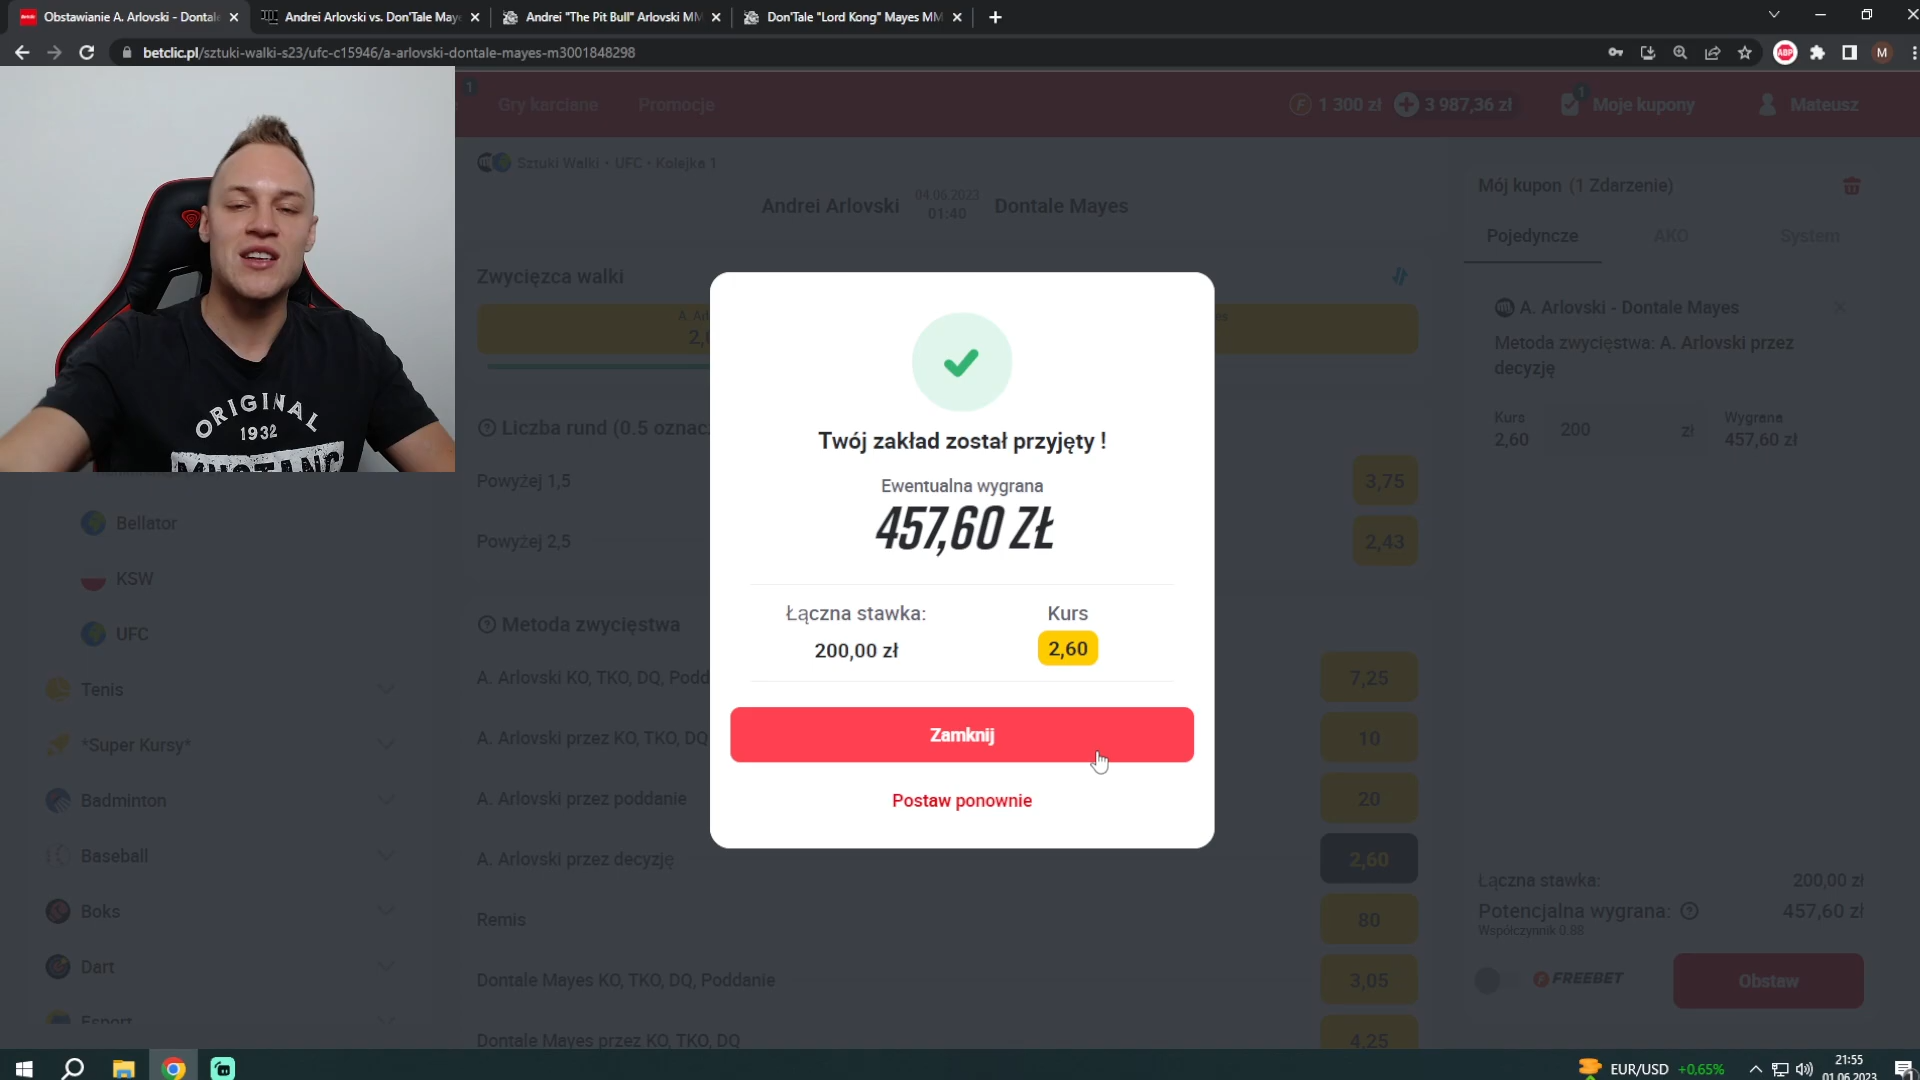 Obstawianie A. Arlovski - Dontale
Andrei Arlovski vs. Don'Tale Maye
Andrei "The Pit Bull" Arlovski MM
Don'Tale "Lord Kong" Mayes MM
betclic.pl/sztuki-walki-s23/ufc-c15946/a-arlovski-dontale-mayes-m3001848298
ABP
M
1
Gry karciane
Promocje
F 1 300 zł
3 987,36 zł
1
Moje kupony
Mateusz
Sztuki Walki • UFC • Kolejka 1
Andrei Arlovski
04.06.2023
01:40
Dontale Mayes
Zwycięzca walki
Liczba rund (0.5 oznac
Powyżej 1,5
3,75
Powyżej 2,5
2,43
Metoda zwycięstwa
A. Arlovski KO, TKO, DQ, Podd
7,25
A. Arlovski przez KO, TKO, DQ
10
A. Arlovski przez poddanie
20
A. Arlovski przez decyzję
2,60
Remis
80
Dontale Mayes KO, TKO, DQ, Poddanie
3,05
Dontale Mayes przez KO, TKO, DQ
4,25
ORIGINAL
1932
MUSTANG
Bellator
KSW
UFC
Tenis
*Super Kursy*
Badminton
Baseball
Boks
Dart
Esport
Twój zakład został przyjęty !
Ewentualna wygrana
457,60 ZŁ
Łączna stawka:
Kurs
200,00 zł
2,60
Zamknij
Postaw ponownie
Mój kupon (1 Zdarzenie)
Pojedyncze
AKO
System
A. Arlovski - Dontale Mayes
Metoda zwycięstwa: A. Arlovski przez
decyzję
Kurs
2,60
200
zł
Wygrana
457,60 zł
Łączna stawka:
200,00 zł
Potencjalna wygrana:
457,60 zł
Współczynnik 0.88
FREEBET
Obstaw
EUR/USD +0,65%
21:55
01.06.2023
1